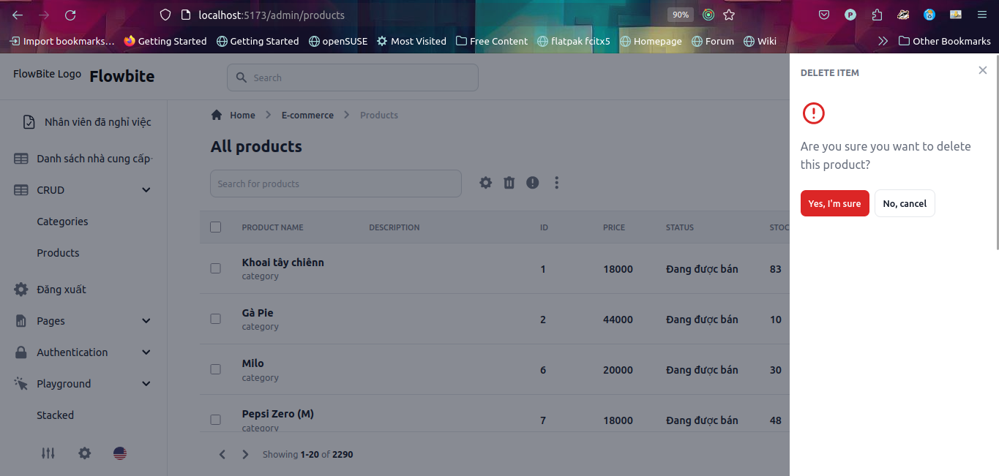 localhost:5173/admin/products
90%
Import bookmarks...
Getting Started
Getting Started
openSUSE
Most Visited
Free Content
flatpak fcitx5
Homepage
Forum
Wiki
Other Bookmarks
FlowBite Logo Flowbite
Search
DELETE ITEM
Are you sure you want to delete
this product?
Yes, I'm sure
No, cancel
Nhân viên đã nghỉ việc
Danh sách nhà cung cấp
CRUD
Categories
Products
Đăng xuất
Pages
Authentication
Playground
Stacked
Home
E-commerce
Products
All products
Search for products
PRODUCT NAME DESCRIPTION ID PRICE STATUS STOC
Khoai tây chiênn
category
1 18000 Đang được bán 83
Gà Pie
category
2 44000 Đang được bán 10
Milo
category
6 20000 Đang được bán 30
Pepsi Zero (M)
category
7 18000 Đang được bán 48
Showing 1-20 of 2290